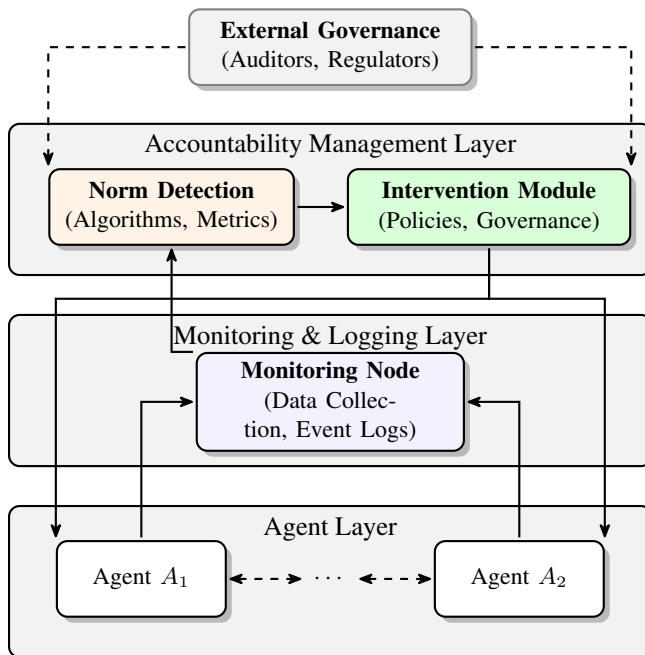 External Governance
(Auditors, Regulators)
Accountability Management Layer
Norm Detection
(Algorithms, Metrics)
Intervention Module
(Policies, Governance)
Monitoring & Logging Layer
Monitoring Node
(Data Collec-
tion, Event Logs)
Agent Layer
Agent A₁
···
Agent A₂